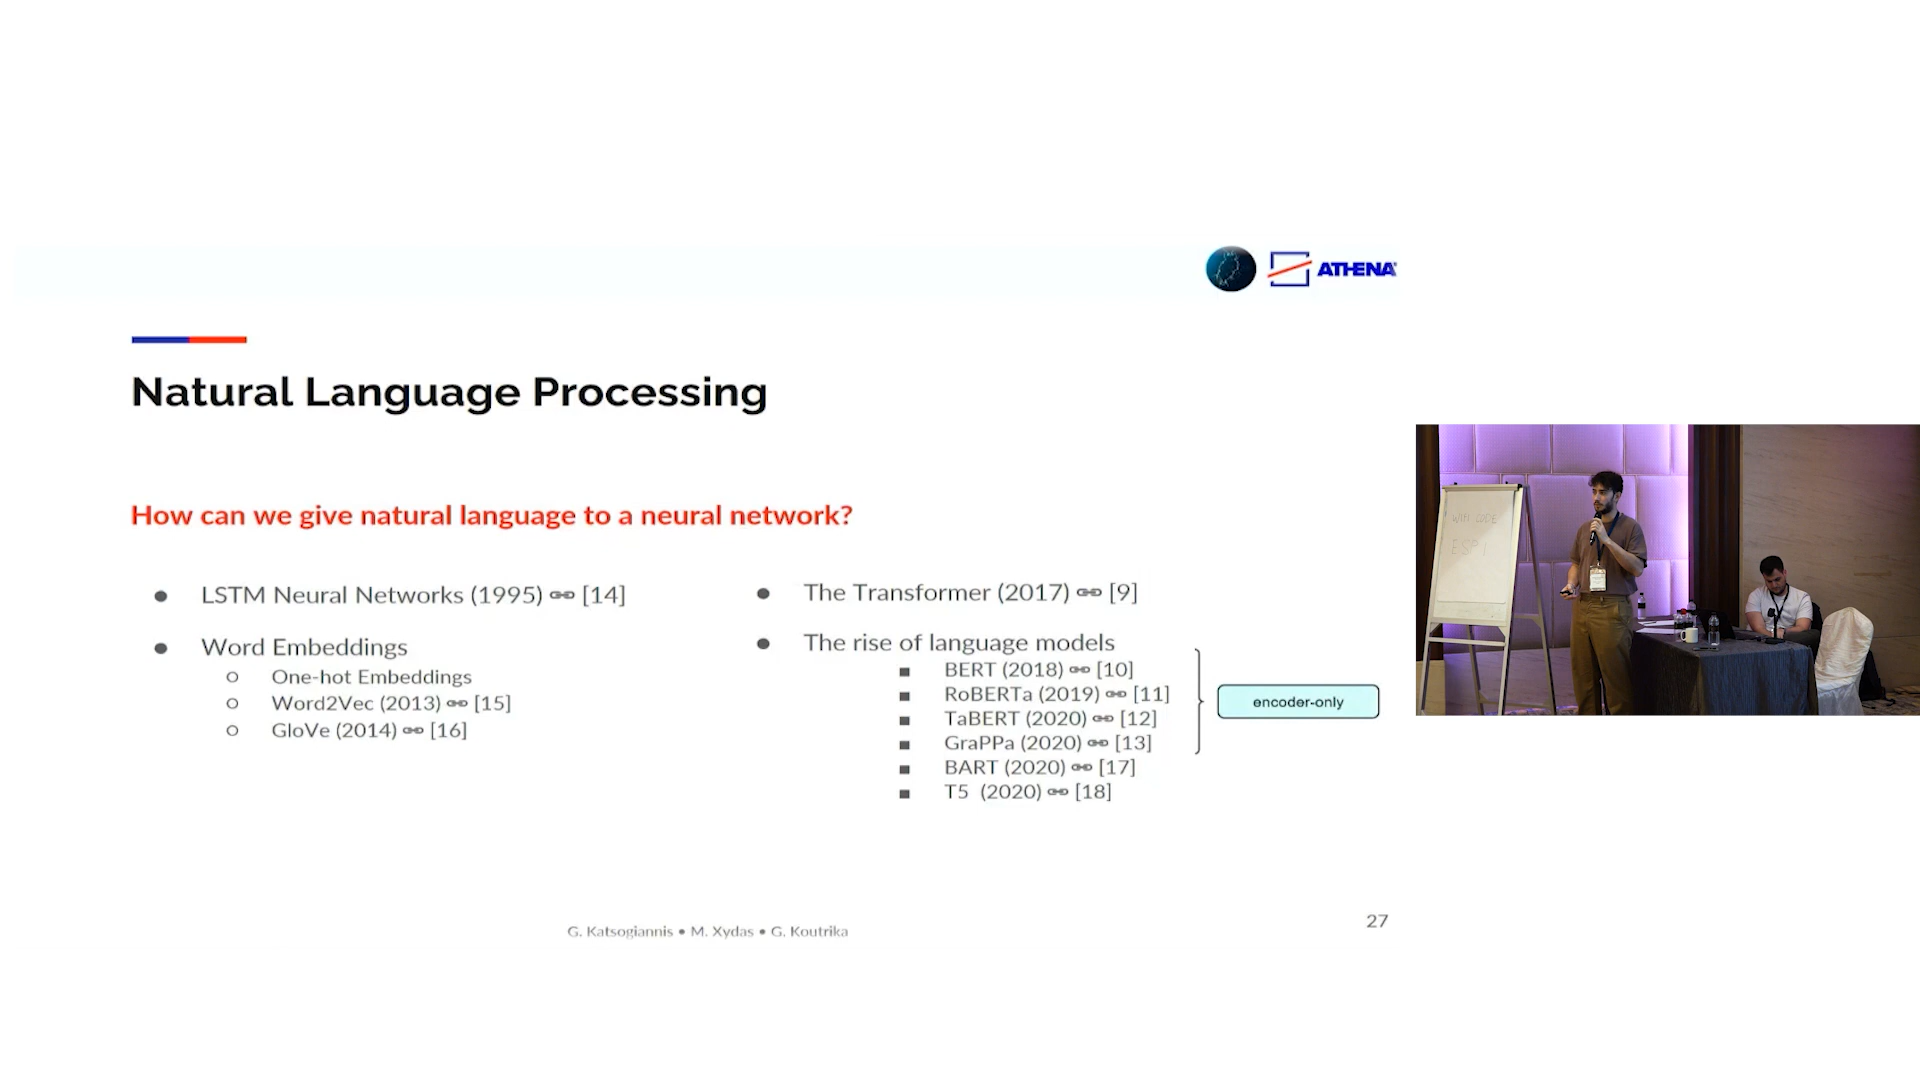 ATHENA
Natural Language Processing
How can we give natural language to a neural network?
● LSTM Neural Networks (1995) [14]
● Word Embeddings
○ One-hot Embeddings
○ Word2Vec (2013) [15]
○ GloVe (2014) [16]
● The Transformer (2017) [9]
● The rise of language models
■ BERT (2018) [10]
■ RoBERTa (2019) [11]
■ TaBERT (2020) [12]
■ GraPPa (2020) [13]
■ BART (2020) [17]
■ T5 (2020) [18]
encoder-only
WIFI CODE
G. Katsogiannis ● M. Xydas ● G. Koutrika
27